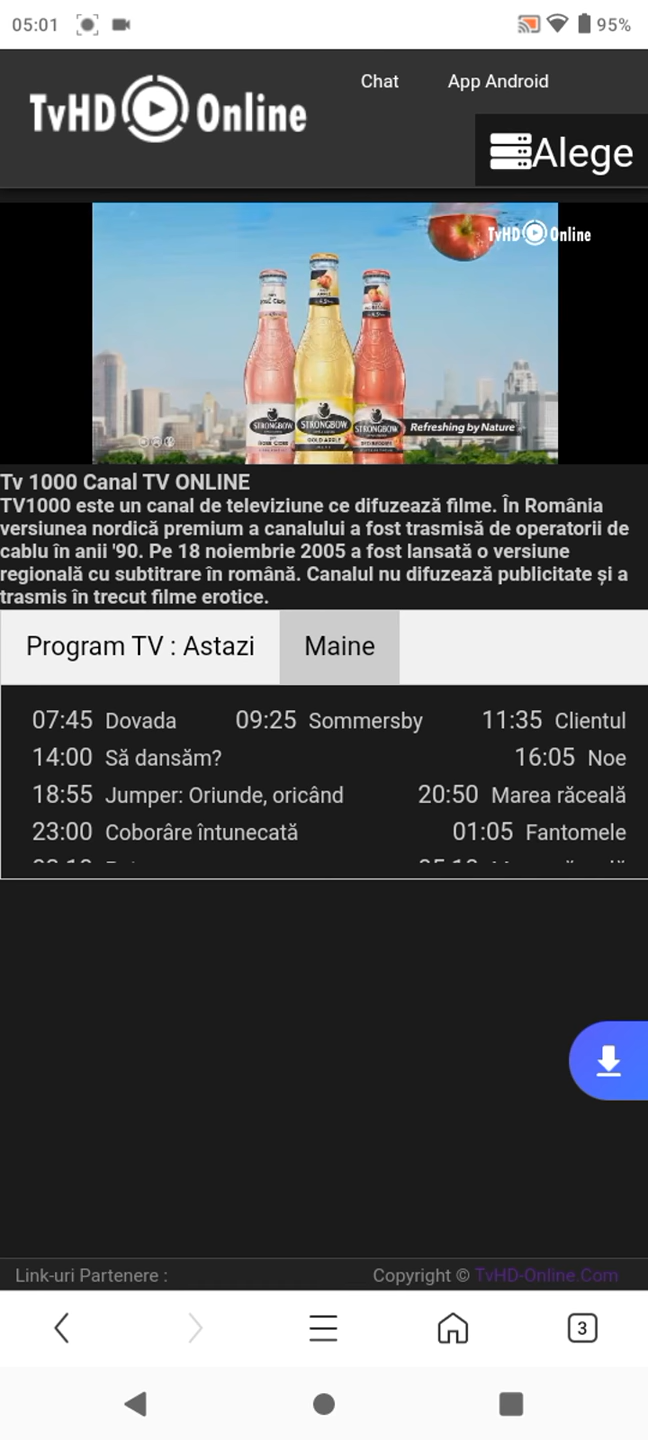 05:01
95%
TvHD Online
Chat
App Android
Alege
TvHD Online
STRONGBOW
STRONGBOW
GOLD APPLE
STRONGBOW
Refreshing by Nature
Tv 1000 Canal TV ONLINE
TV1000 este un canal de televiziune ce difuzează filme. În România
versiunea nordică premium a canalului a fost trasmisă de operatorii de
cablu în anii '90. Pe 18 noiembrie 2005 a fost lansată o versiune
regională cu subtitrare în română. Canalul nu difuzează publicitate și a
trasmis în trecut filme erotice.
Program TV : Astazi
Maine
07:45 Dovada 09:25 Sommersby 11:35 Clientul
14:00 Să dansăm? 16:05 Noe
18:55 Jumper: Oriunde, oricând 20:50 Marea răceală
23:00 Coborâre întunecată 01:05 Fantomele
Link-uri Partenere :
Copyright © TvHD-Online.Com
3